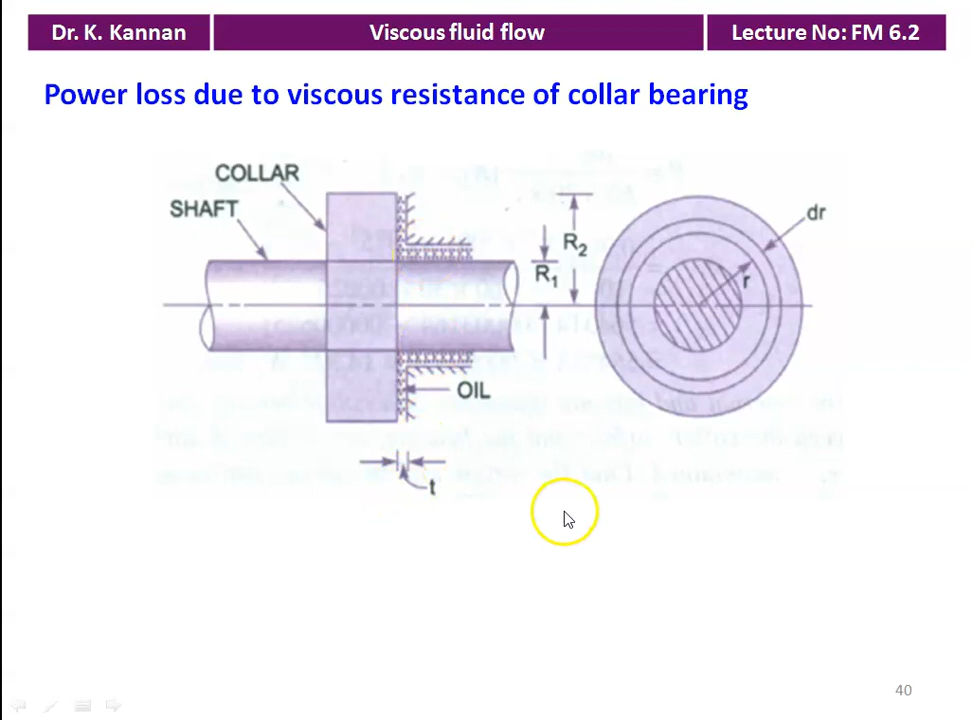 Dr. K. Kannan
Viscous fluid flow
Lecture No: FM 6.2
Power loss due to viscous resistance of collar bearing
COLLAR
SHAFT
dr
R2
R1
r
OIL
t
40